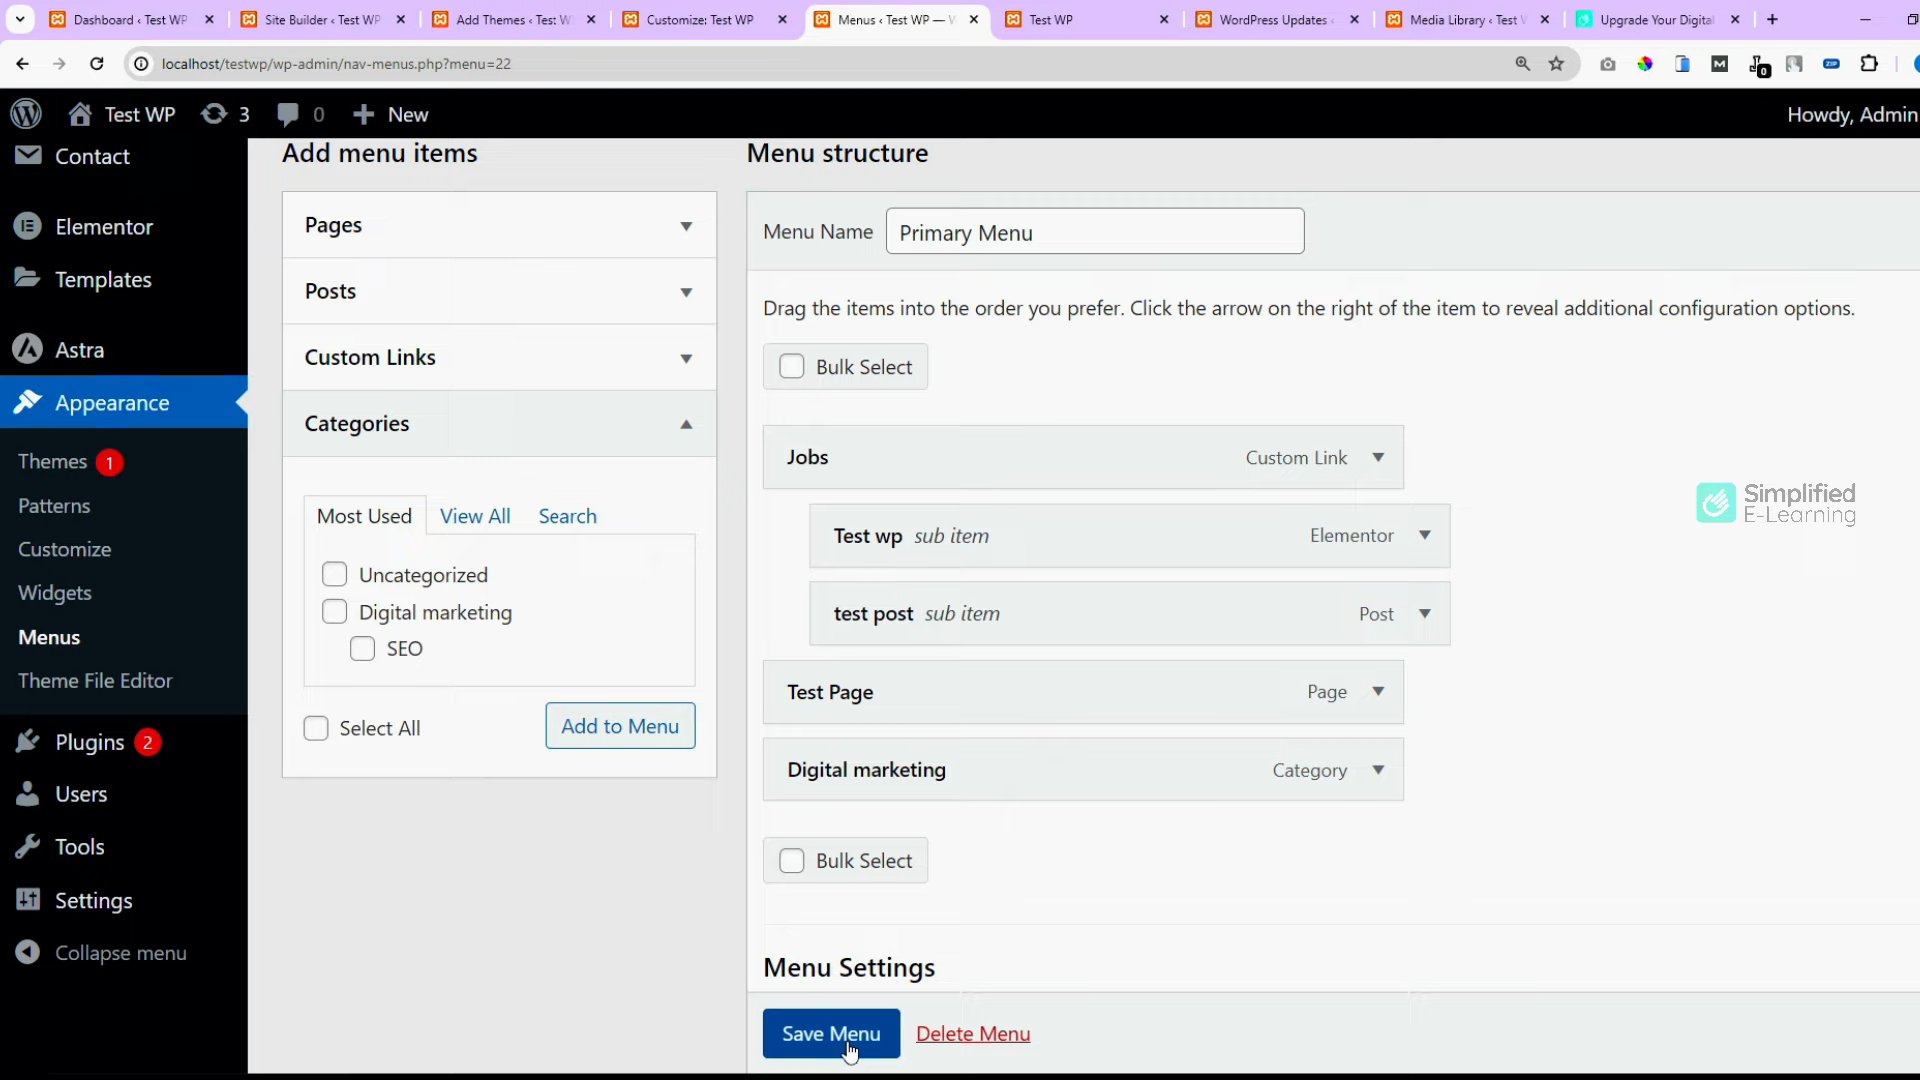 Dashboard ‹ Test WP
Site Builder ‹ Test WP
Add Themes ‹ Test W
Customize: Test WP
Menus ‹ Test WP — W
Test WP
WordPress Updates ‹
Media Library ‹ Test W
Upgrade Your Digital
localhost/testwp/wp-admin/nav-menus.php?menu=22
Test WP
3
0
New
Howdy, Admin
Contact
Elementor
Templates
Astra
Appearance
Themes 1
Patterns
Customize
Widgets
Menus
Theme File Editor
Plugins 2
Users
Tools
Settings
Collapse menu
Add menu items
Pages
Posts
Custom Links
Categories
Most Used
View All
Search
Uncategorized
Digital marketing
SEO
Select All
Add to Menu
Menu structure
Menu Name
Primary Menu
Drag the items into the order you prefer. Click the arrow on the right of the item to reveal additional configuration options.
Bulk Select
Jobs
Custom Link
Test wp sub item
Elementor
test post sub item
Post
Test Page
Page
Digital marketing
Category
Bulk Select
Menu Settings
Save Menu
Delete Menu
Simplified
E-Learning